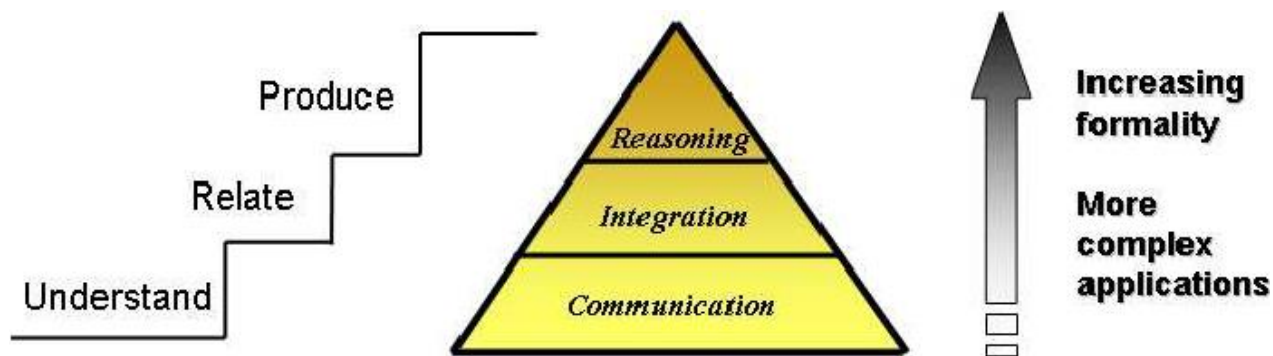 Produce
Relate
Understand
Reasoning
Integration
Communication
Increasing
formality
More
complex
applications